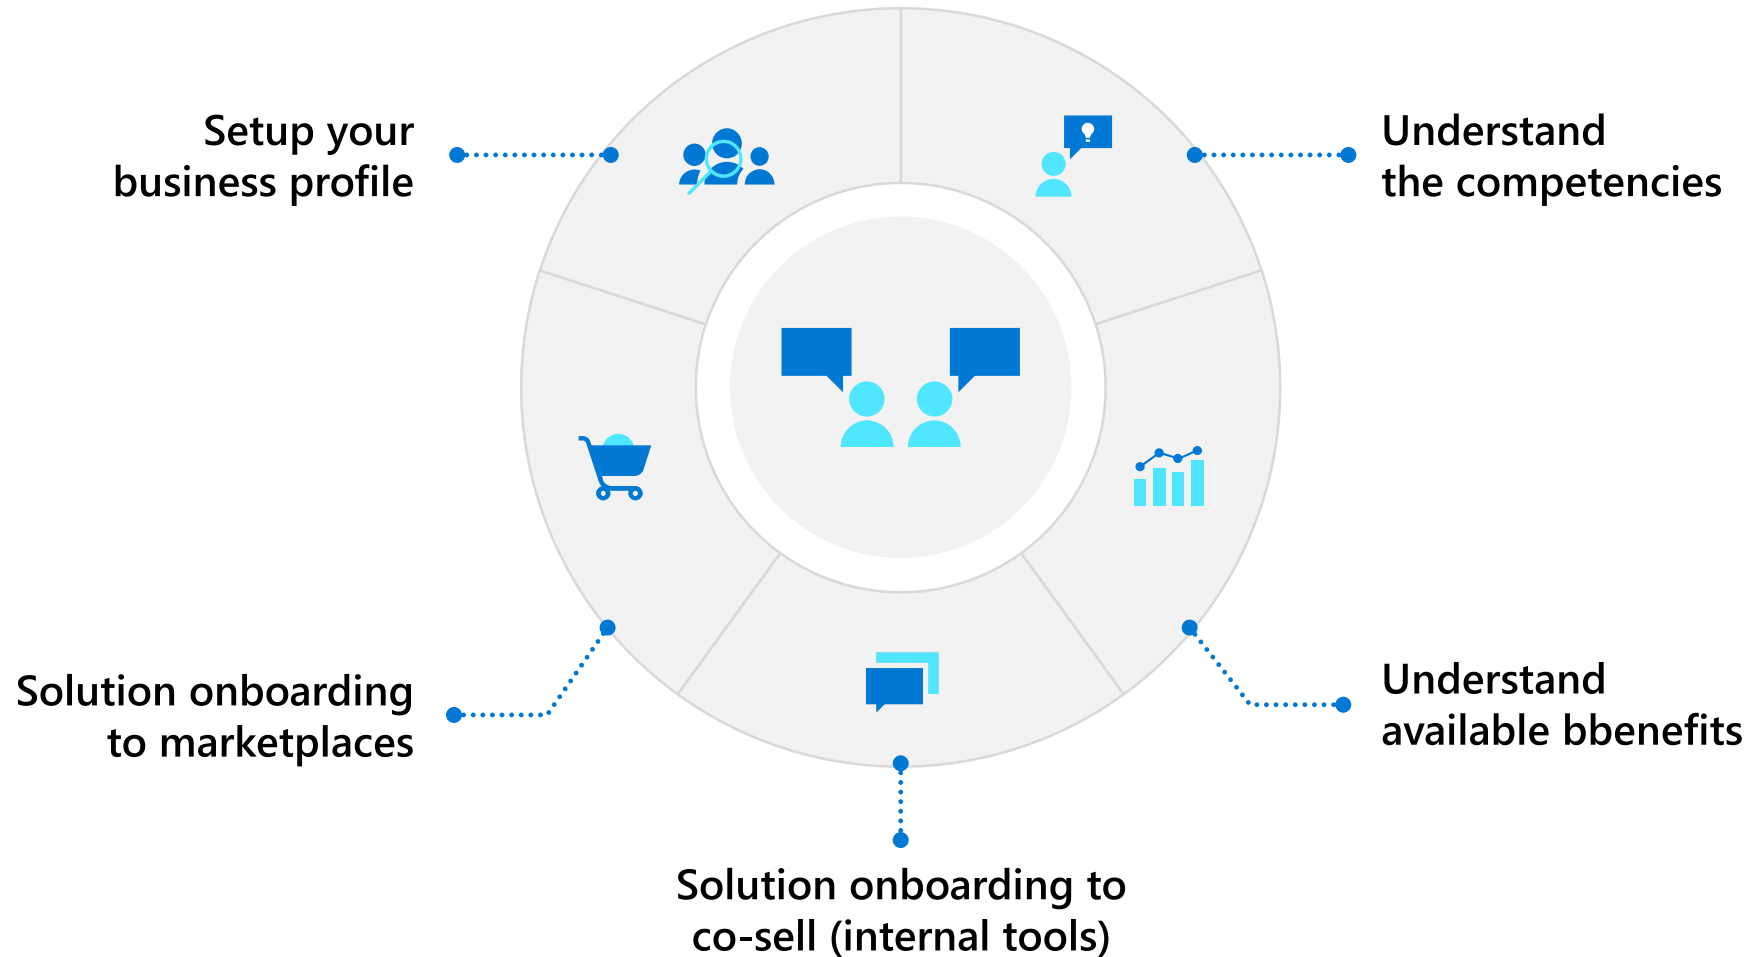 Setup your
business profile
Understand
the competencies
Solution onboarding
to marketplaces
Understand
available bbenefits
Solution onboarding to
co-sell (internal tools)